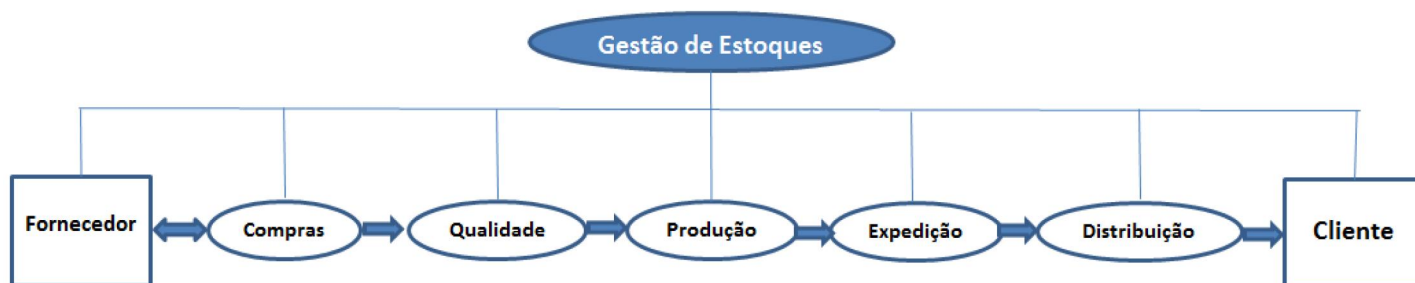 Gestão de Estoques
Fornecedor
Compras
Qualidade
Produção
Expedição
Distribuição
Cliente